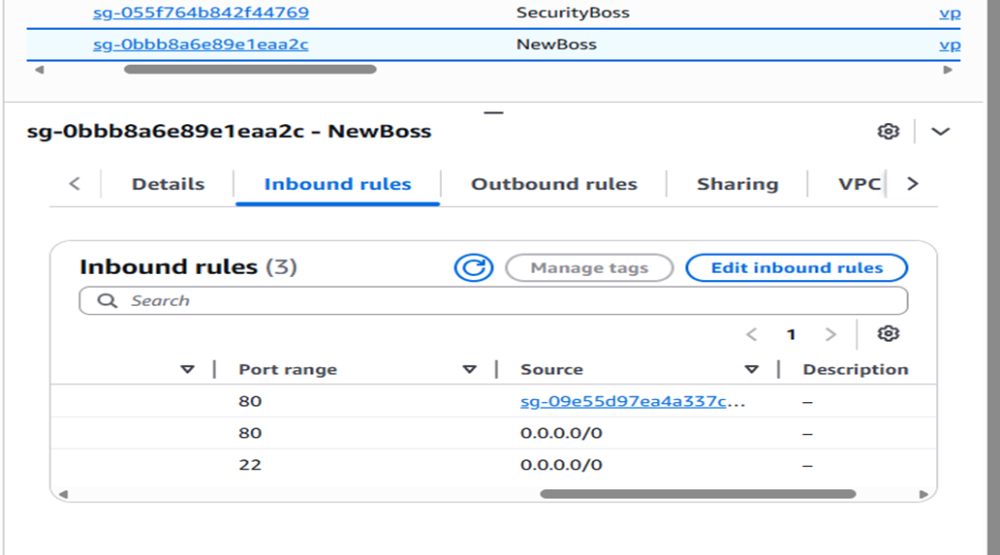 sg-055f764b842f44769 SecurityBoss vp
sg-0bbb8a6e89e1eaa2c NewBoss vp
sg-0bbb8a6e89e1eaa2c - NewBoss
Details Inbound rules Outbound rules Sharing VPC
Inbound rules (3) Manage tags Edit inbound rules
Search
1
Port range Source Description
80 sg-09e55d97ea4a337c... –
80 0.0.0.0/0 –
22 0.0.0.0/0 –